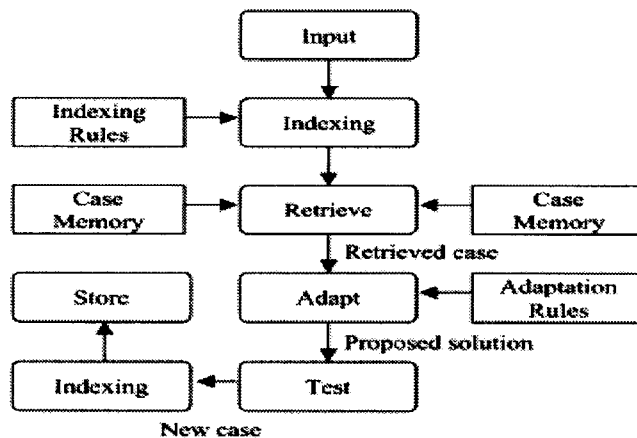 Input
Indexing
Rules
Indexing
Case
Memory
Retrieve
Case
Memory
Retrieved case
Store
Adapt
Adaptation
Rules
Proposed solution
Indexing
Test
New case